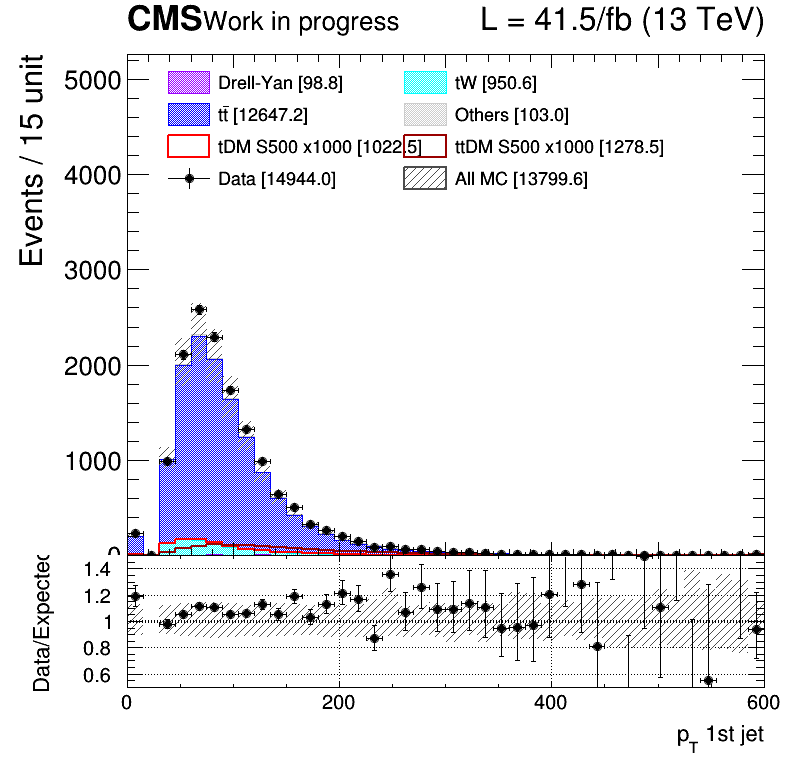 CMS Work in progress L = 41.5/fb (13 TeV)
Events / 15 unit
5000
4000
3000
2000
1000
0
Drell-Yan [98.8] tW [950.6]
tt̄ [12647.2] Others [103.0]
tDM S500 x1000 [1022.5] ttDM S500 x1000 [1278.5]
Data [14944.0] All MC [13799.6]
Data/Expected
1.4
1.2
1
0.8
0.6
0 200 400 600
pT 1st jet